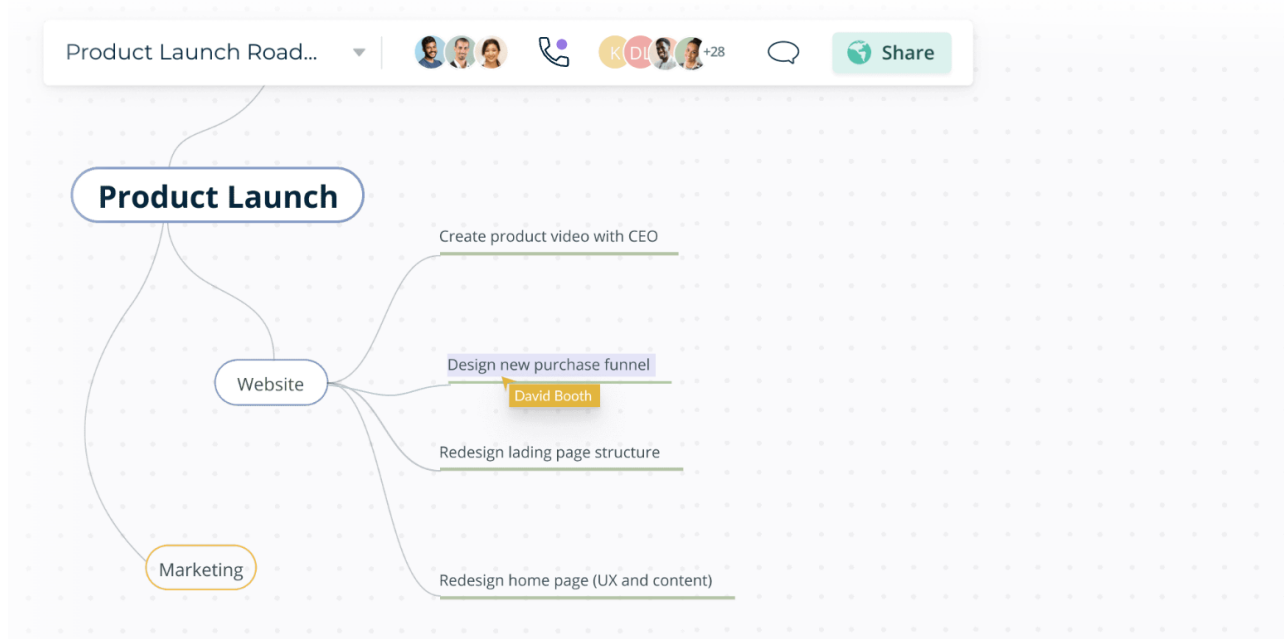 Product Launch Road...
K
DL
+28
Share
Product Launch
Create product video with CEO
Design new purchase funnel
David Booth
Website
Redesign lading page structure
Marketing
Redesign home page (UX and content)